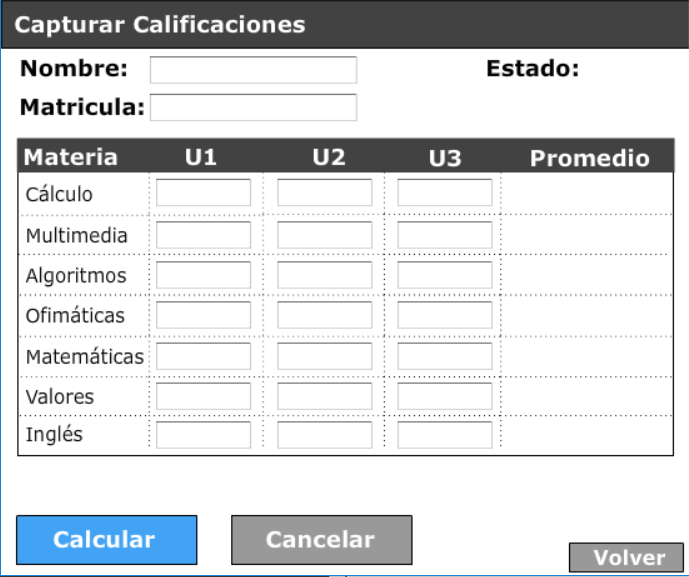 Capturar Calificaciones
Nombre: Estado:
Matricula:
Materia U1 U2 U3 Promedio
Cálculo
Multimedia
Algoritmos
Ofimáticas
Matemáticas
Valores
Inglés
Calcular Cancelar
Volver